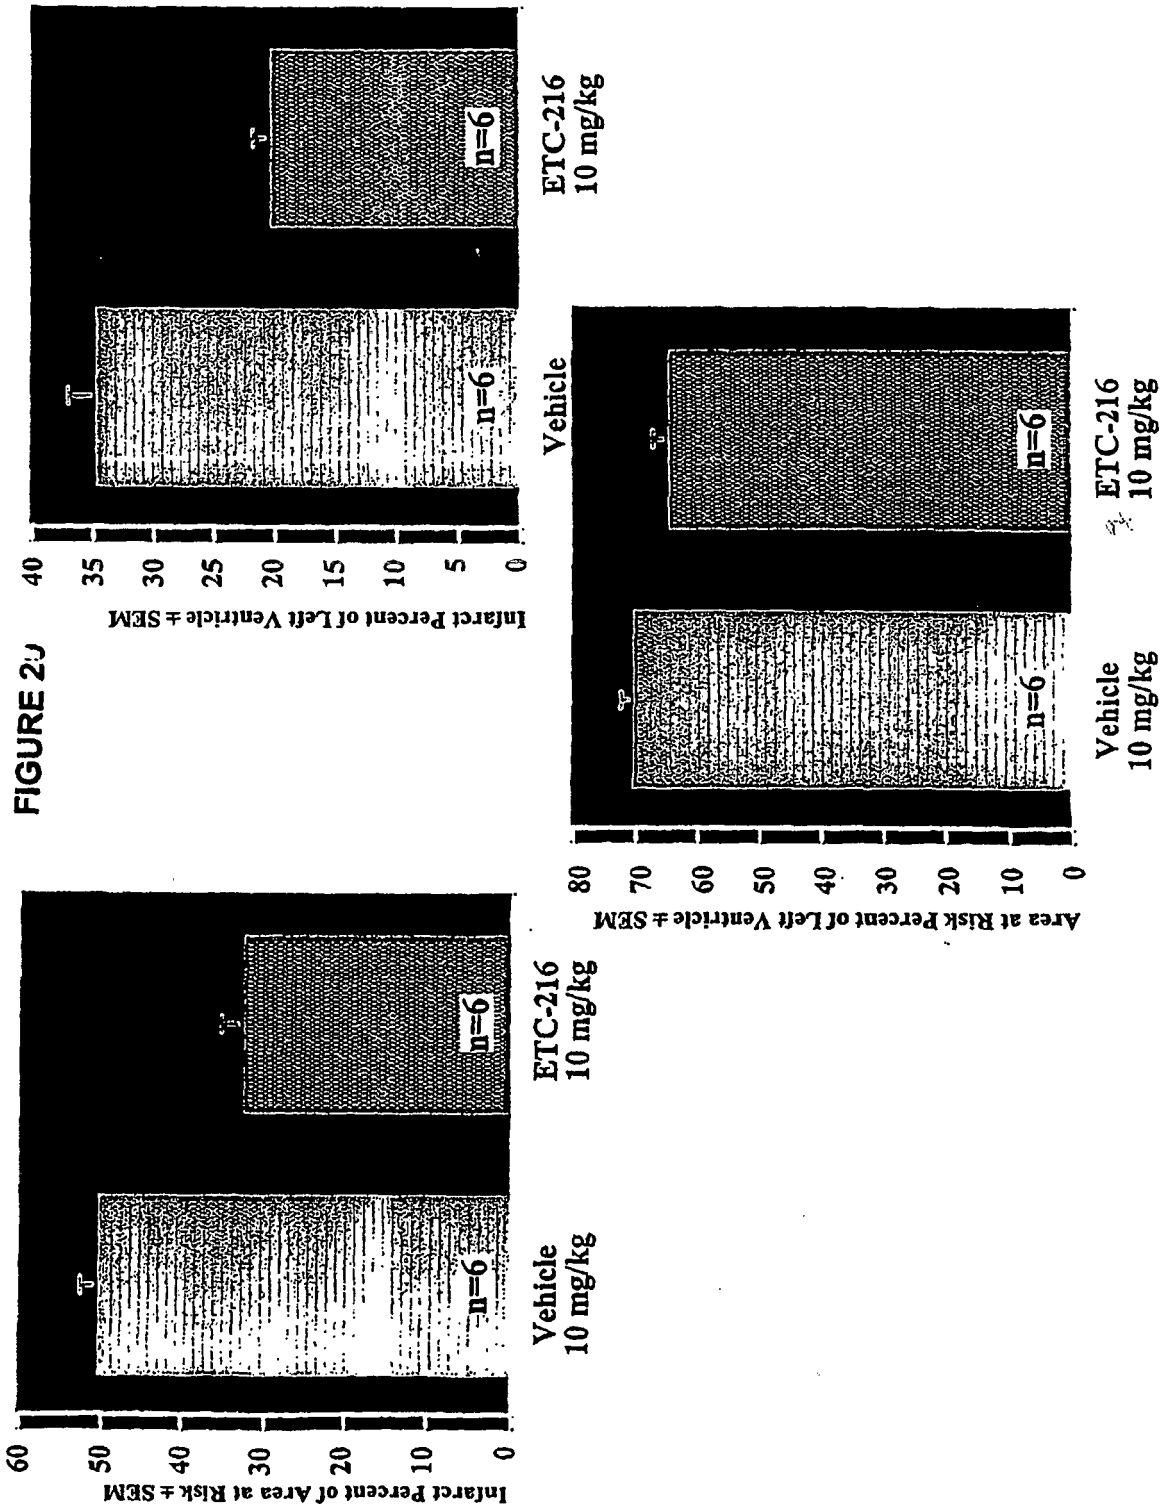 FIGURE 20
Infarct Percent of Area at Risk ± SEM
60
50
40
30
20
10
0
n=6
n=6
Vehicle
10 mg/kg
ETC-216
10 mg/kg
Infarct Percent of Left Ventricle ± SEM
40
35
30
25
20
15
10
5
0
n=6
n=6
Vehicle
ETC-216
10 mg/kg
Area at Risk Percent of Left Ventricle ± SEM
80
70
60
50
40
30
20
10
0
n=6
n=6
Vehicle
10 mg/kg
ETC-216
10 mg/kg